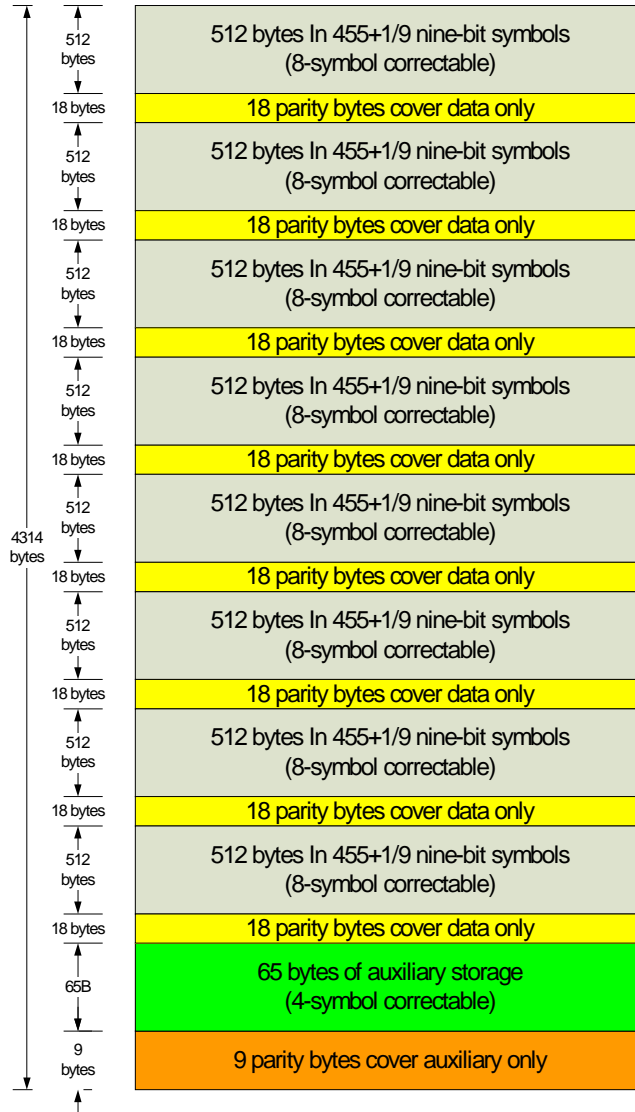 512
bytes
512 bytes In 455+1/9 nine-bit symbols
(8-symbol correctable)
18 bytes
18 parity bytes cover data only
512
bytes
512 bytes In 455+1/9 nine-bit symbols
(8-symbol correctable)
18 bytes
18 parity bytes cover data only
512
bytes
512 bytes In 455+1/9 nine-bit symbols
(8-symbol correctable)
18 bytes
18 parity bytes cover data only
512
bytes
512 bytes In 455+1/9 nine-bit symbols
(8-symbol correctable)
18 bytes
18 parity bytes cover data only
4314
bytes
512
bytes
512 bytes In 455+1/9 nine-bit symbols
(8-symbol correctable)
18 bytes
18 parity bytes cover data only
512
bytes
512 bytes In 455+1/9 nine-bit symbols
(8-symbol correctable)
18 bytes
18 parity bytes cover data only
512
bytes
512 bytes In 455+1/9 nine-bit symbols
(8-symbol correctable)
18 bytes
18 parity bytes cover data only
512
bytes
512 bytes In 455+1/9 nine-bit symbols
(8-symbol correctable)
18 bytes
18 parity bytes cover data only
65B
65 bytes of auxiliary storage
(4-symbol correctable)
9
bytes
9 parity bytes cover auxiliary only